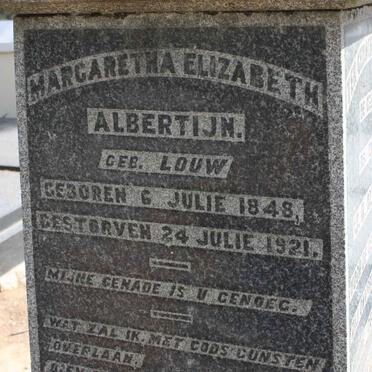 MARGARETHA ELIZABETH
ALBERTIJN.
GEB. LOUW
GEBOREN 6 JULIE 1848,
GESTORVEN 24 JULIE 1921.
MIJNE GENADE IS U GENOEG.
WAT ZAL IK, MET GODS GUNSTEN
OVERLAAN,